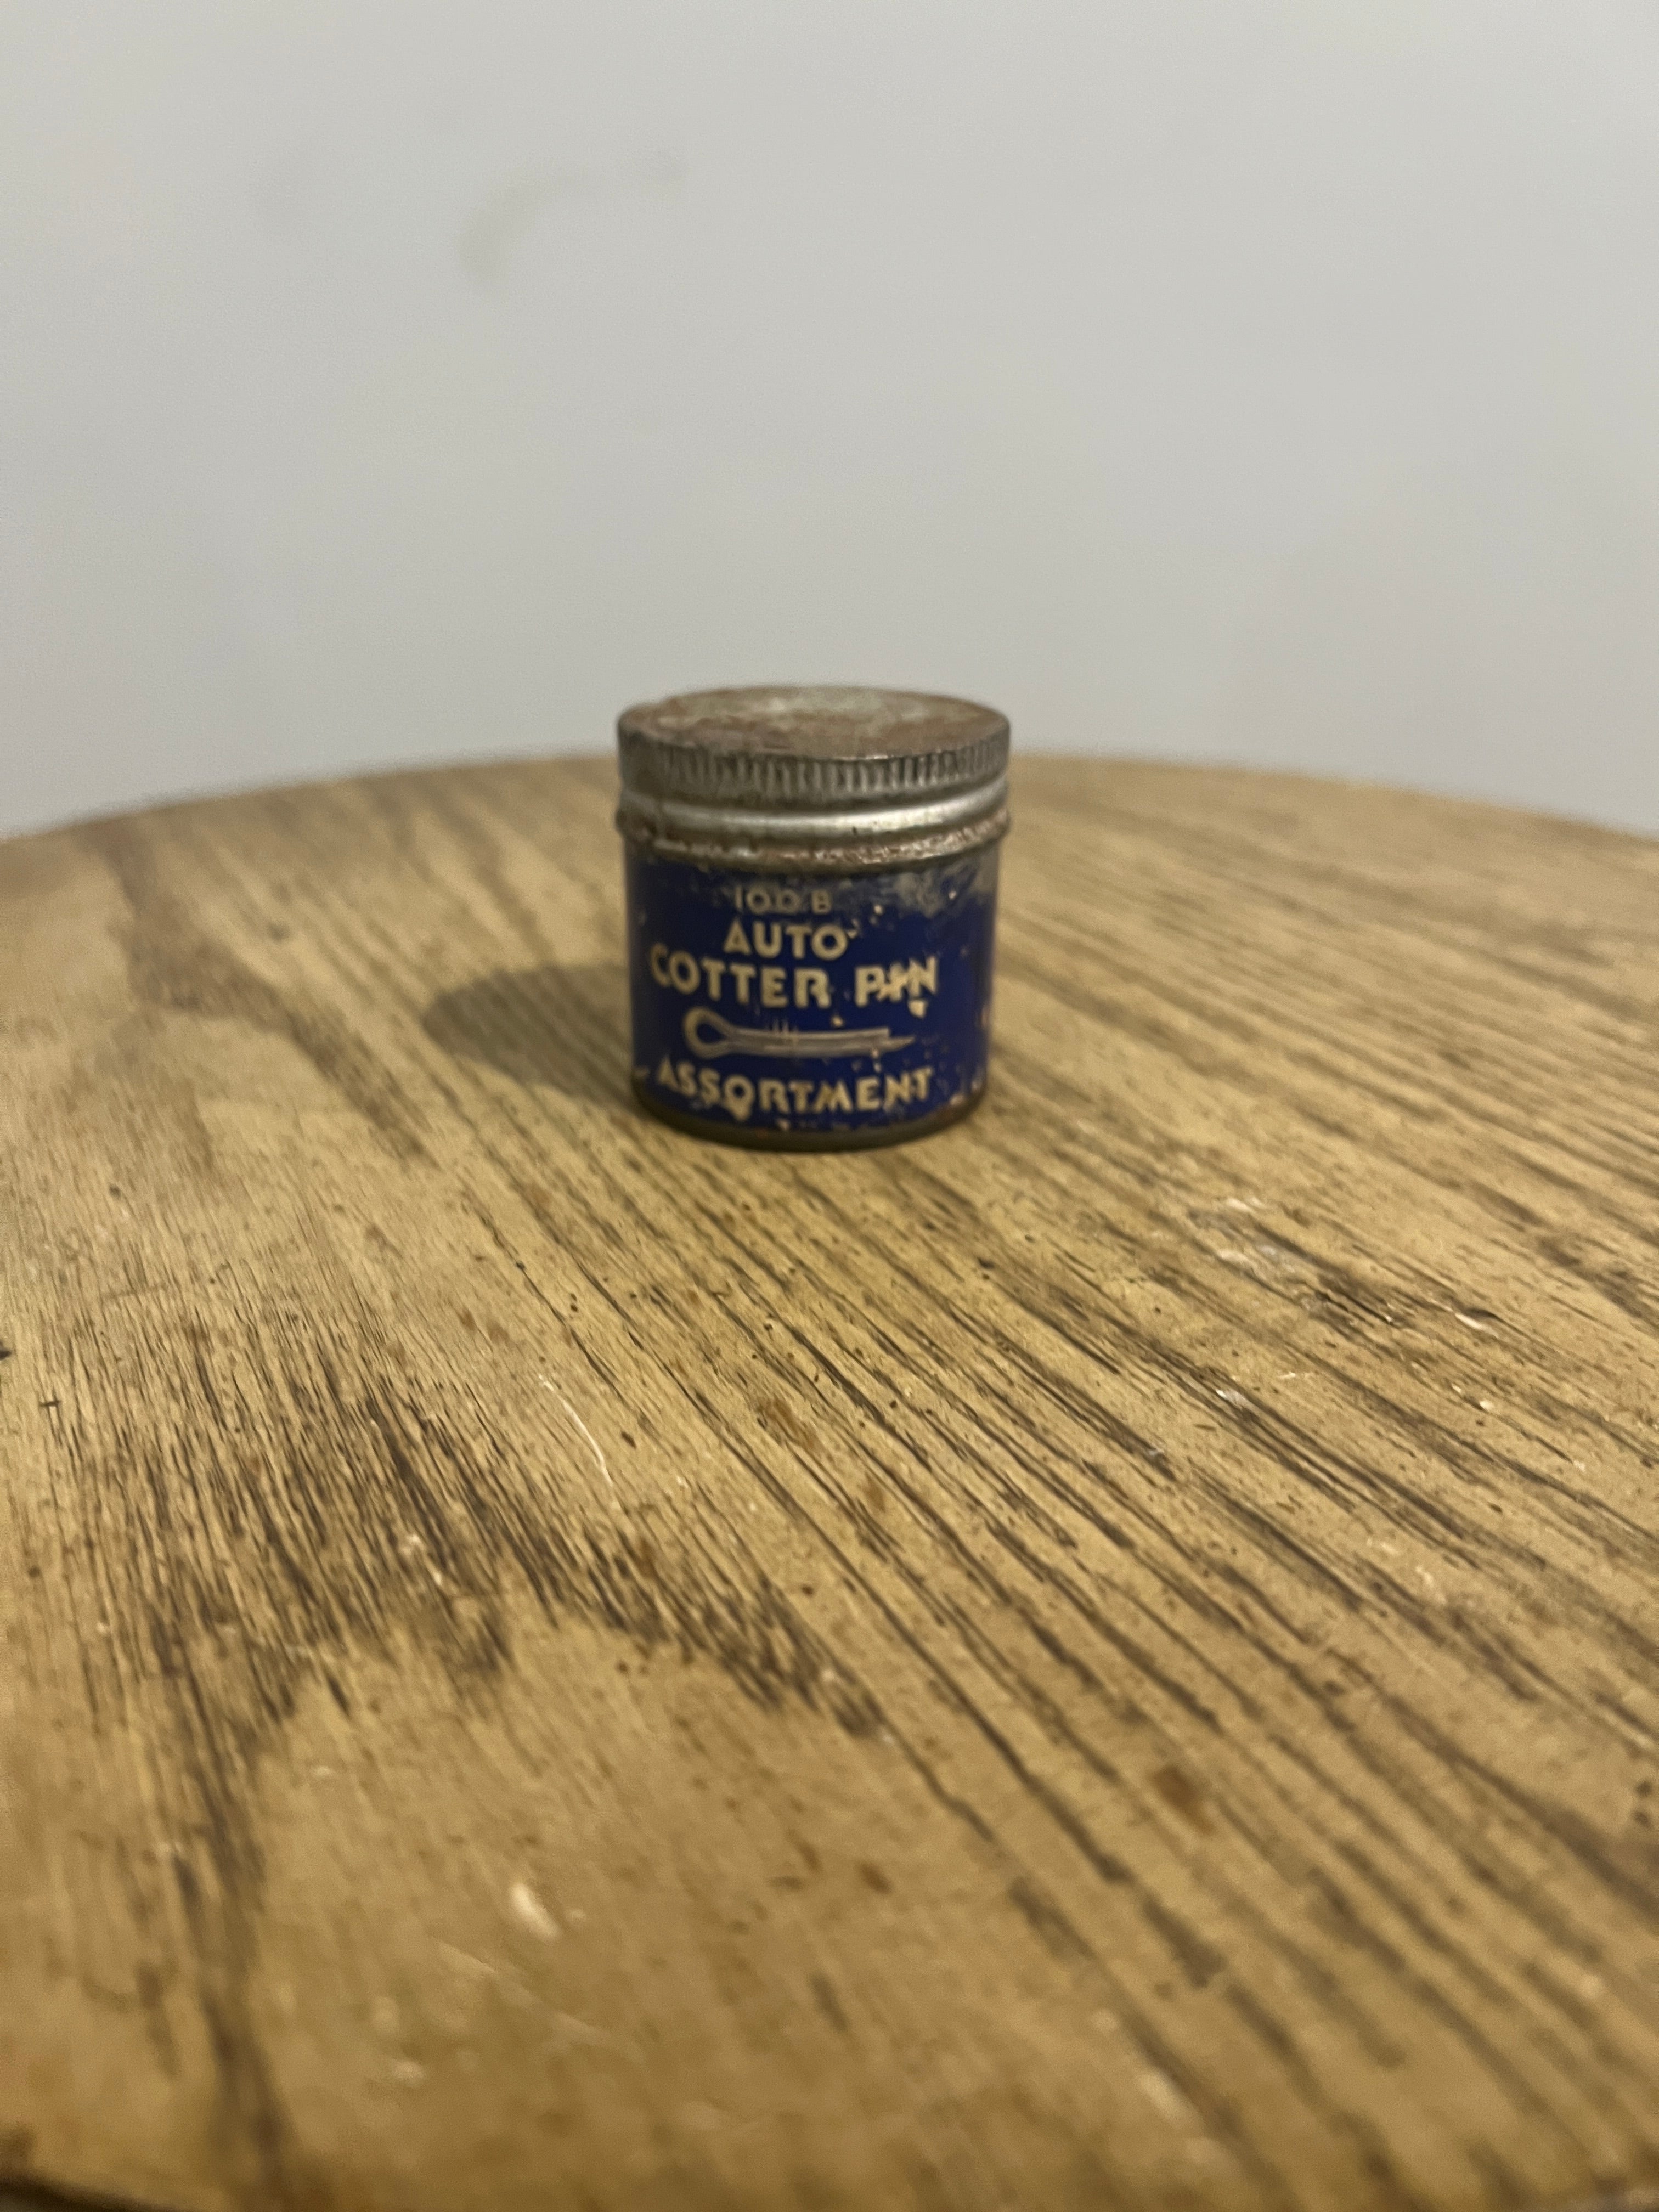 100 B
AUTO
COTTER PIN
ASSORTMENT